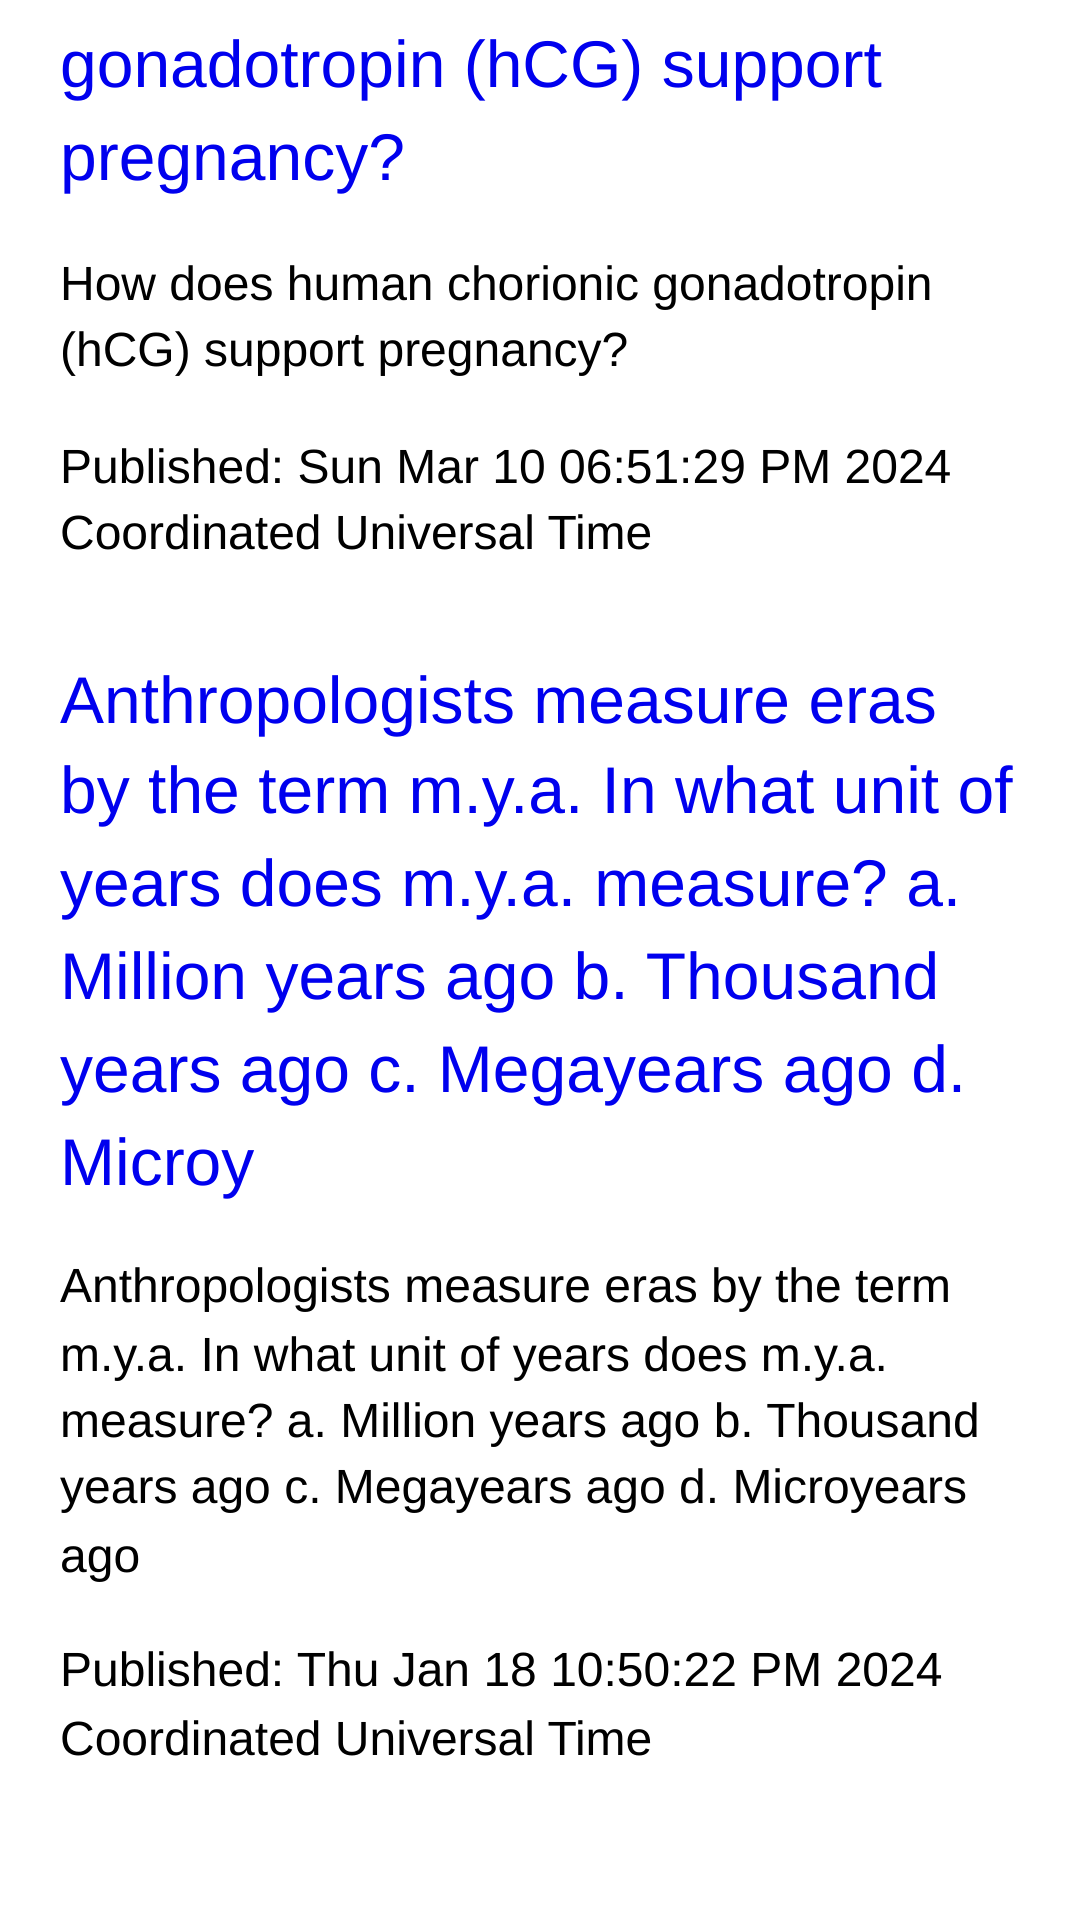 gonadotropin (hCG) support
pregnancy?
How does human chorionic gonadotropin
(hCG) support pregnancy?
Published: Sun Mar 10 06:51:29 PM 2024
Coordinated Universal Time
Anthropologists measure eras
by the term m.y.a. In what unit of
years does m.y.a. measure? a.
Million years ago b. Thousand
years ago c. Megayears ago d.
Microy
Anthropologists measure eras by the term
m.y.a. In what unit of years does m.y.a.
measure? a. Million years ago b. Thousand
years ago c. Megayears ago d. Microyears
ago
Published: Thu Jan 18 10:50:22 PM 2024
Coordinated Universal Time